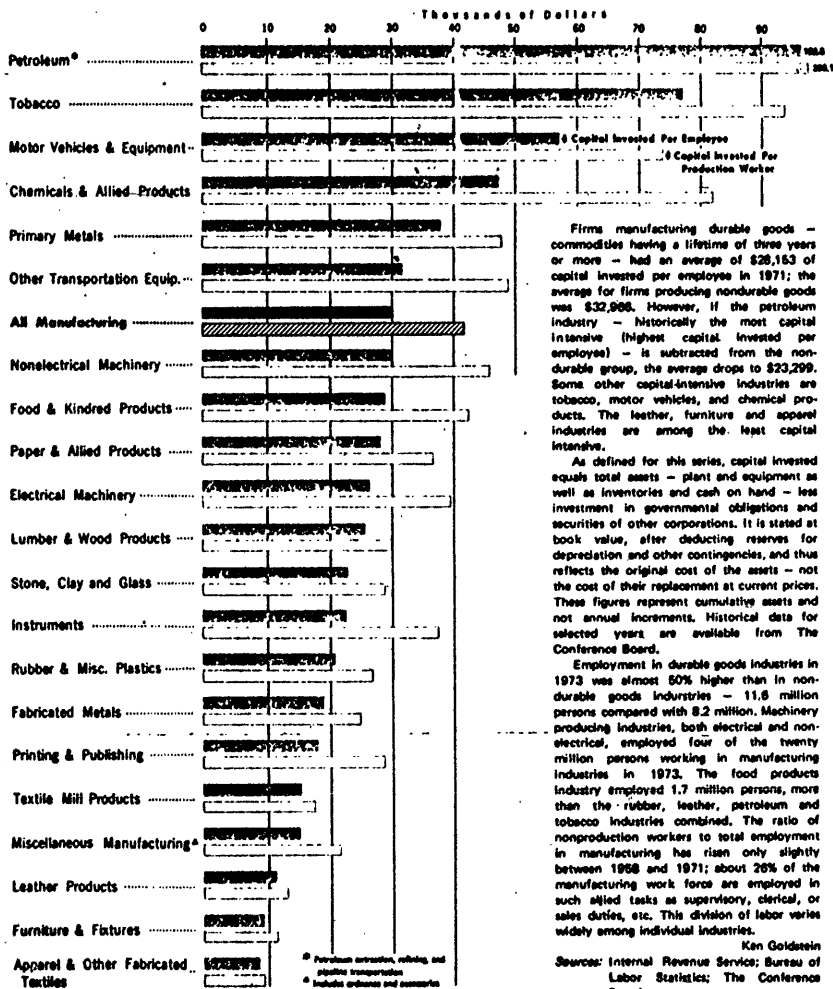 Thousands of Dollars
0 10 20 30 40 50 60 70 80 90
Petroleum*
Tobacco
Motor Vehicles & Equipment
Capital Invested Per Employee
Capital Invested Per
Production Worker
Chemicals & Allied Products
Primary Metals
Other Transportation Equip.
All Manufacturing
Nonelectrical Machinery
Food & Kindred Products
Paper & Allied Products
Electrical Machinery
Lumber & Wood Products
Stone, Clay and Glass
Instruments
Rubber & Misc. Plastics
Fabricated Metals
Printing & Publishing
Textile Mill Products
Miscellaneous Manufacturing▲
Leather Products
Furniture & Fixtures
Apparel & Other Fabricated
Textiles
* Petroleum extraction, refining, and
pipeline transportation
▲ Includes ordnance and accessories
Firms manufacturing durable goods –
commodities having a lifetime of three years
or more – had an average of $28,153 of
capital invested per employee in 1971; the
average for firms producing nondurable goods
was $32,966. However, if the petroleum
industry – historically the most capital
intensive (highest capital invested per
employee) – is subtracted from the non-
durable group, the average drops to $23,299.
Some other capital-intensive industries are
tobacco, motor vehicles, and chemical pro-
ducts. The leather, furniture and apparel
industries are among the least capital
intensive.
As defined for this series, capital invested
equals total assets – plant and equipment as
well as inventories and cash on hand – less
investment in governmental obligations and
securities of other corporations. It is stated at
book value, after deducting reserves for
depreciation and other contingencies, and thus
reflects the original cost of the assets – not
the cost of their replacement at current prices.
These figures represent cumulative assets and
not annual increments. Historical data for
selected years are available from The
Conference Board.
Employment in durable goods industries in
1973 was almost 50% higher than in non-
durable goods indurstries – 11.6 million
persons compared with 8.2 million. Machinery
producing industries, both electrical and non-
electrical, employed four of the twenty
million persons working in manufacturing
industries in 1973. The food products
industry employed 1.7 million persons, more
than the rubber, leather, petroleum and
tobacco industries combined. The ratio of
nonproduction workers to total employment
in manufacturing has risen only slightly
between 1958 and 1971; about 26% of the
manufacturing work force are employed in
such allied tasks as supervisory, clerical, or
sales duties, etc. This division of labor varies
widely among individual industries.
Ken Goldstein
Sources: Internal Revenue Service; Bureau of
Labor Statistics; The Conference